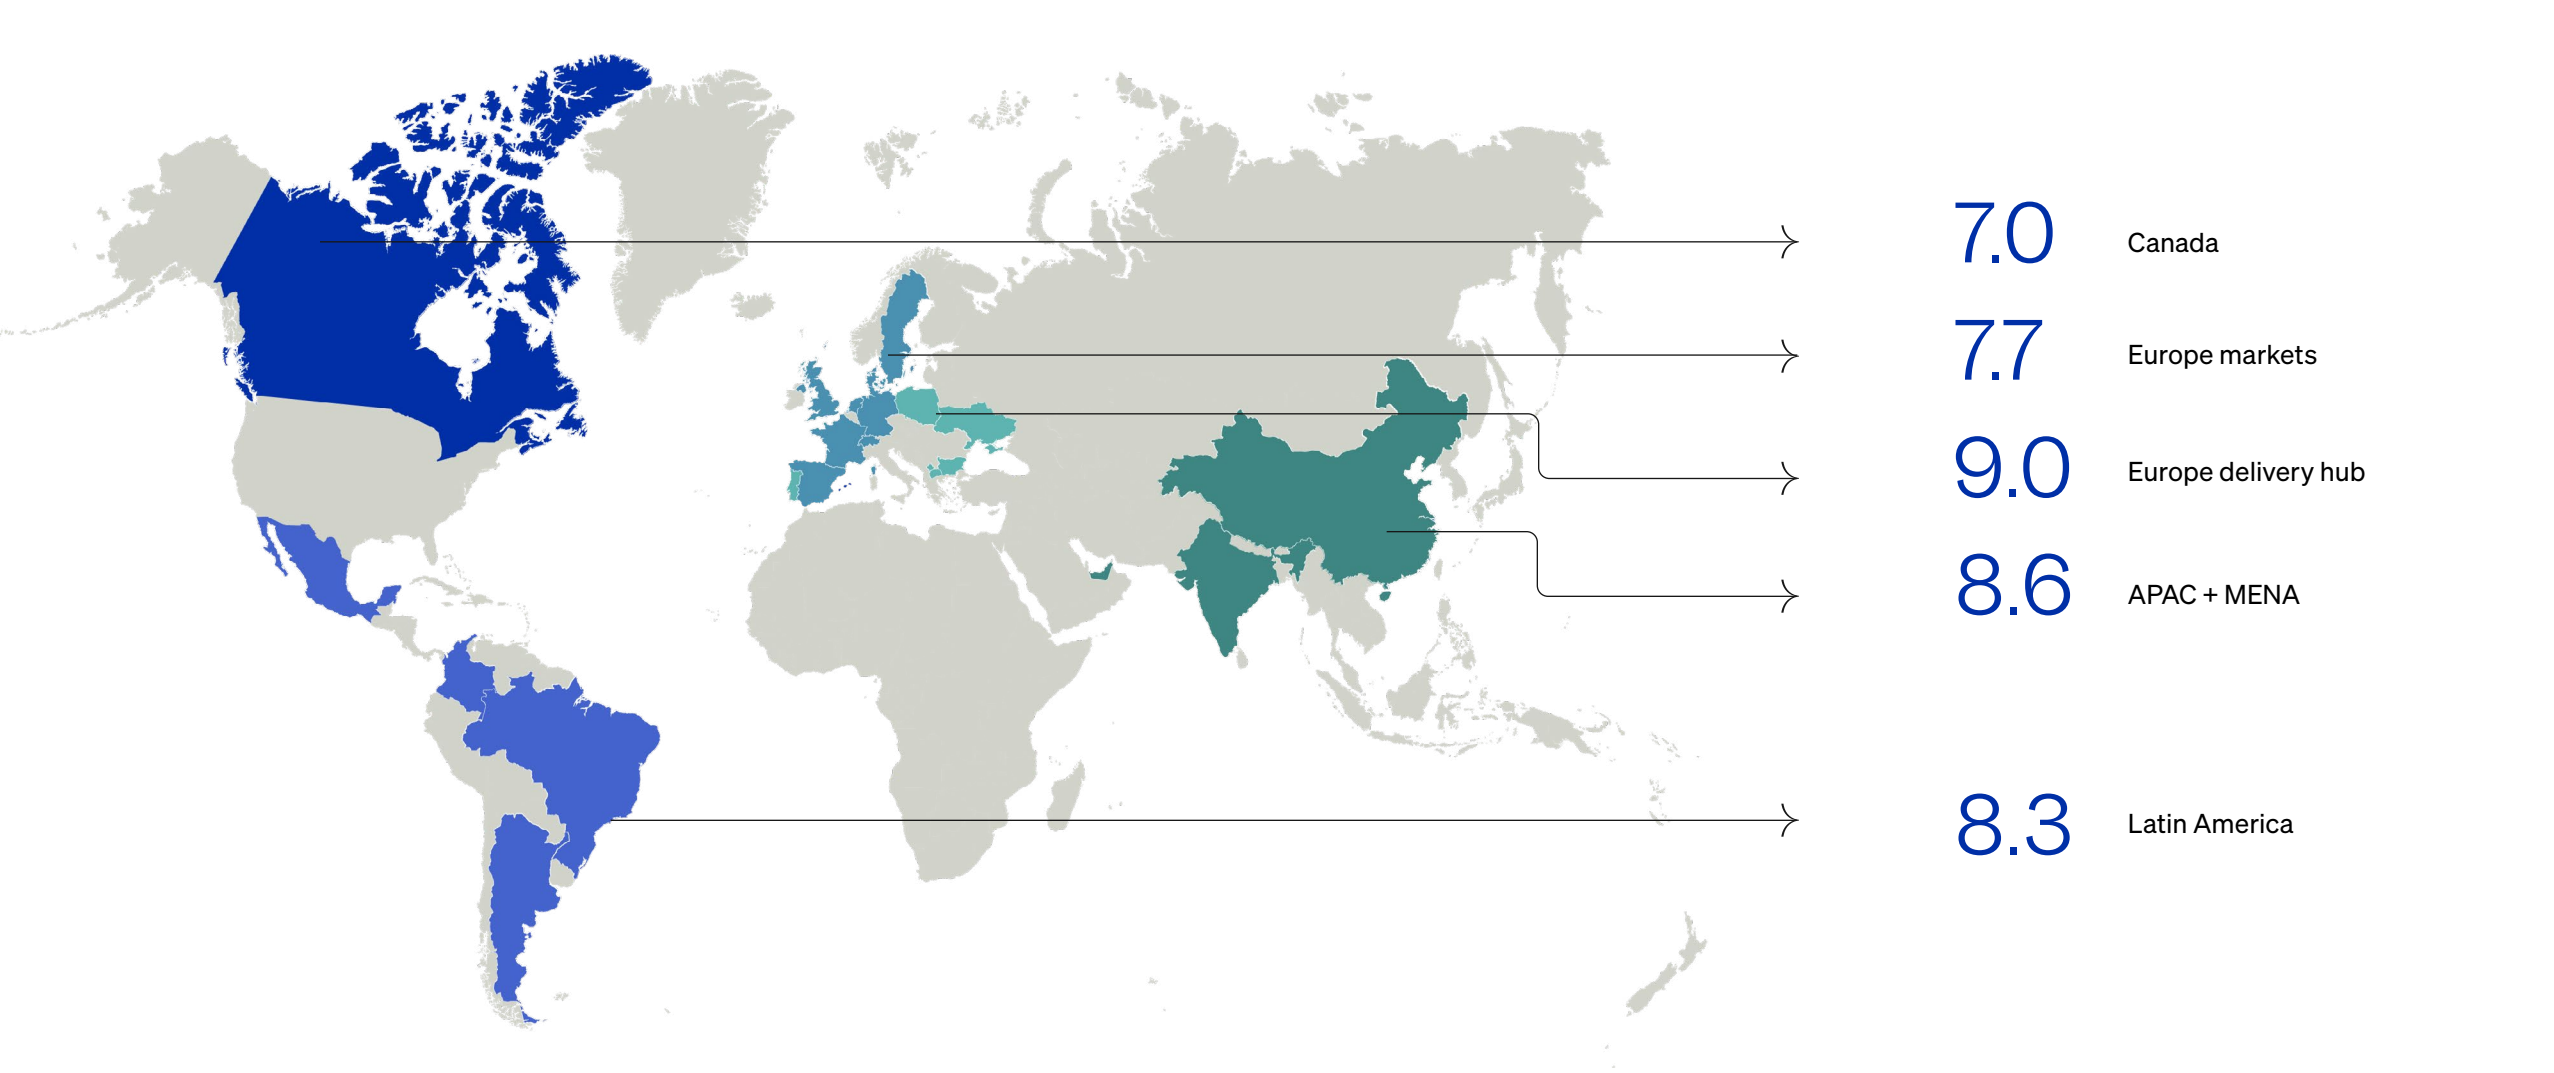 7.0 Canada
7.7 Europe markets
9.0 Europe delivery hub
8.6 APAC + MENA
8.3 Latin America